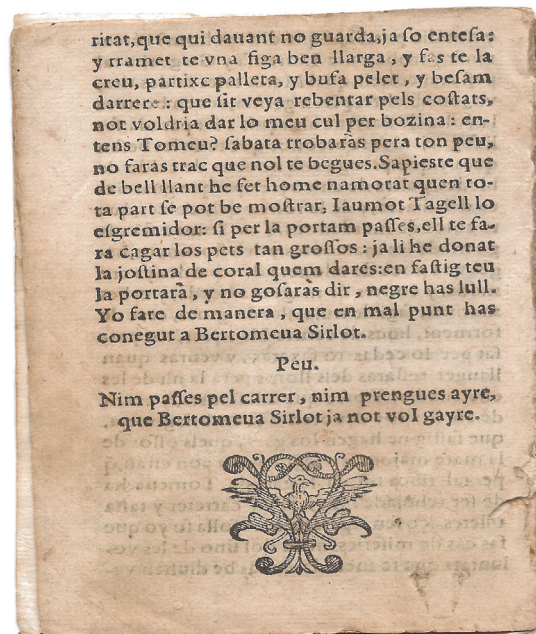 ritat, que qui dauant no guarda, ja so entesa:
y tramet te vna figa ben llarga, y fes te la
creu, partixc palleta, y bufa pelet, y besam
darrere: que sit veya rebentar pels costats,
not voldria dar lo meu cul per bozina: en-
tens Tomeu? sabata trobaràs pera ton peu,
no faras trac que nol te begues. Sapieste que
de bell llant he fet home namorat quen to-
ta part se pot be mostrar, Iaumot Tagell lo
esgremidor: si per la portam passes, ell te fa-
ra cagar los pets tan grossos: ja li he donat
la jostina de coral quem dares: en fastig teu
la portarà, y no gosaràs dir, negre has lull.
Yo fare de manera, que en mal punt has
conegut a Bertomeua Sirlot.
Peu.
Nim passes pel carrer, nim prengues ayre,
que Bertomeua Sirlot ja not vol gayre.